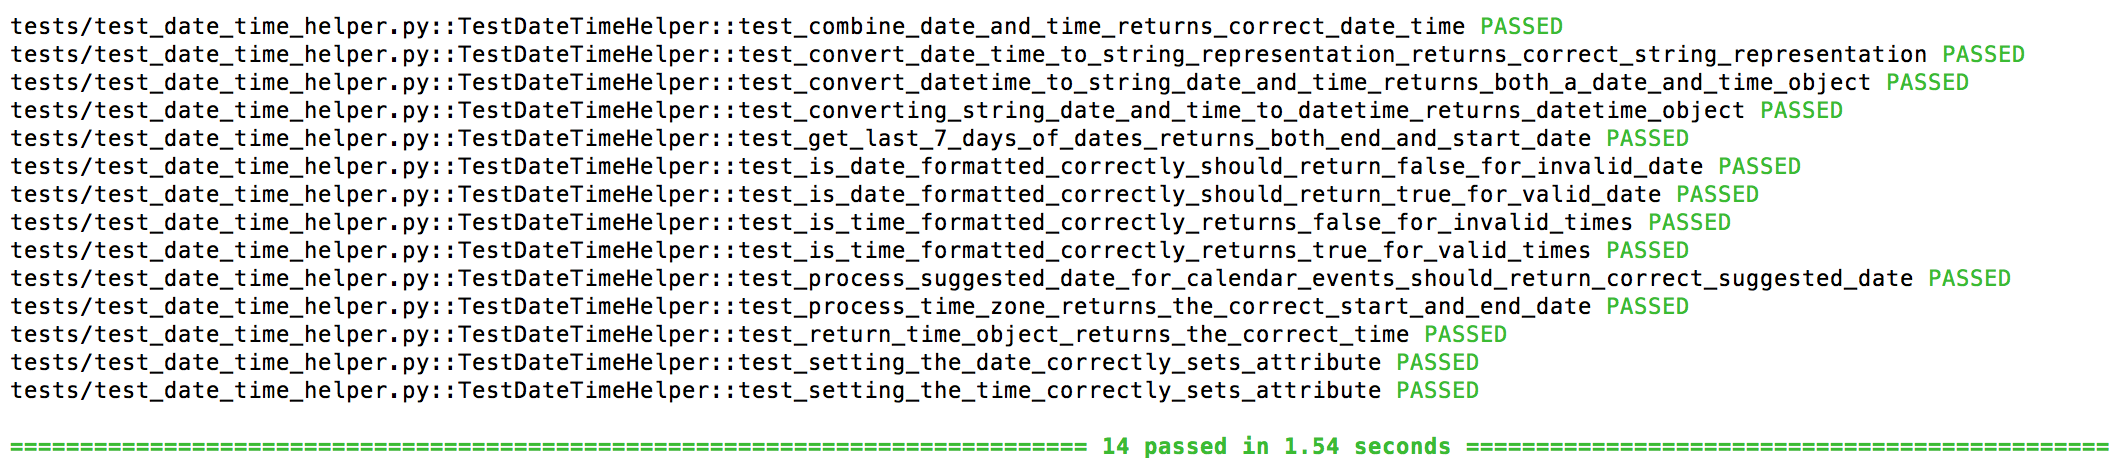 tests/test_date_time_helper.py::TestDateTimeHelper::test_combine_date_and_time_returns_correct_date_time PASSED
tests/test_date_time_helper.py::TestDateTimeHelper::test_convert_date_time_to_string_representation_returns_correct_string_representation PASSED
tests/test_date_time_helper.py::TestDateTimeHelper::test_convert_datetime_to_string_date_and_time_returns_both_a_date_and_time_object PASSED
tests/test_date_time_helper.py::TestDateTimeHelper::test_converting_string_date_and_time_to_datetime_returns_datetime_object PASSED
tests/test_date_time_helper.py::TestDateTimeHelper::test_get_last_7_days_of_dates_returns_both_end_and_start_date PASSED
tests/test_date_time_helper.py::TestDateTimeHelper::test_is_date_formatted_correctly_should_return_false_for_invalid_date PASSED
tests/test_date_time_helper.py::TestDateTimeHelper::test_is_date_formatted_correctly_should_return_true_for_valid_date PASSED
tests/test_date_time_helper.py::TestDateTimeHelper::test_is_time_formatted_correctly_returns_false_for_invalid_times PASSED
tests/test_date_time_helper.py::TestDateTimeHelper::test_is_time_formatted_correctly_returns_true_for_valid_times PASSED
tests/test_date_time_helper.py::TestDateTimeHelper::test_process_suggested_date_for_calendar_events_should_return_correct_suggested_date PASSED
tests/test_date_time_helper.py::TestDateTimeHelper::test_process_time_zone_returns_the_correct_start_and_end_date PASSED
tests/test_date_time_helper.py::TestDateTimeHelper::test_return_time_object_returns_the_correct_time PASSED
tests/test_date_time_helper.py::TestDateTimeHelper::test_setting_the_date_correctly_sets_attribute PASSED
tests/test_date_time_helper.py::TestDateTimeHelper::test_setting_the_time_correctly_sets_attribute PASSED
============================================================================= 14 passed in 1.54 seconds ==============================================